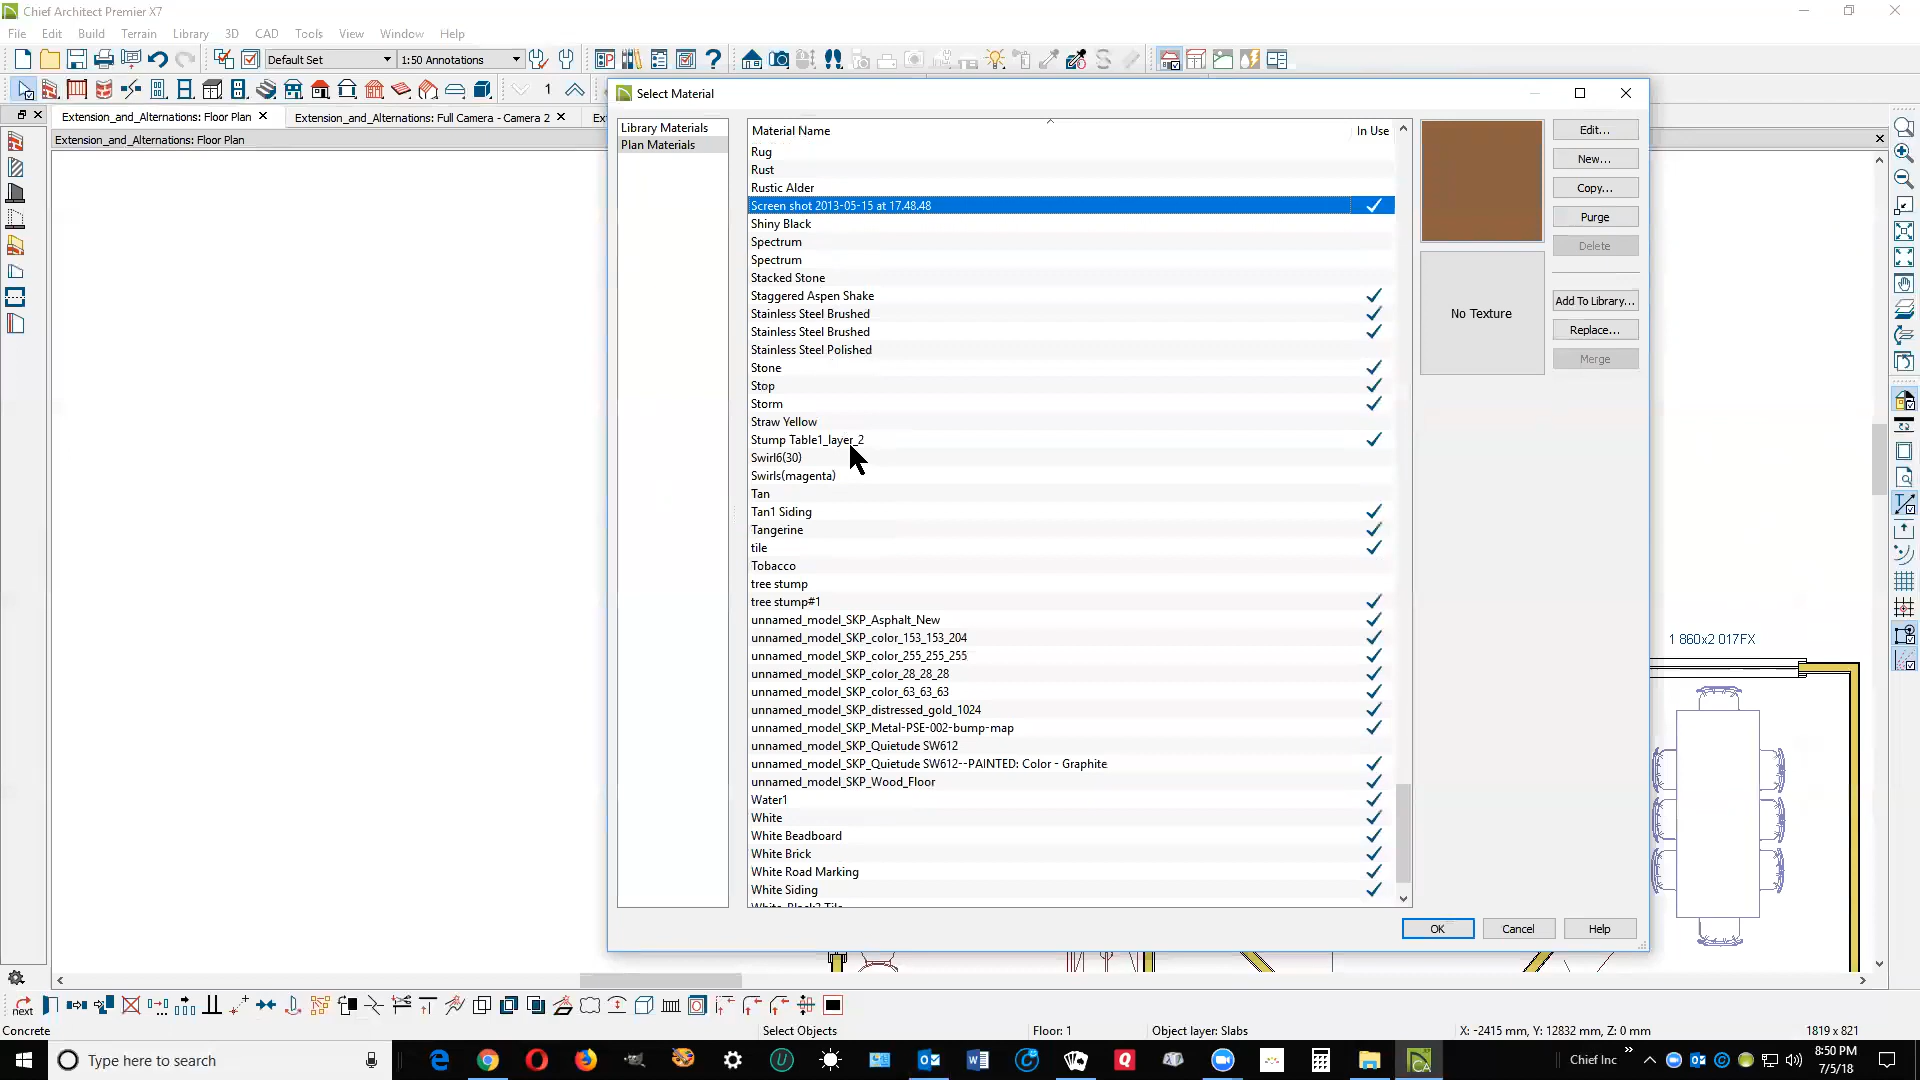 Chief Architect Premier X7
File Edit Build Terrain Library 3D CAD Tools View Window Help
Default Set 1:50 Annotations
1
Extension_and_Alternations: Floor Plan Extension_and_Alternations: Full Camera - Camera 2 Ex
Extension_and_Alternations: Floor Plan
Select Material
Library Materials
Plan Materials
Material Name In Use
Rug
Rust
Rustic Alder
Screen shot 2013-05-15 at 17.48.48
Shiny Black
Spectrum
Spectrum
Stacked Stone
Staggered Aspen Shake
Stainless Steel Brushed
Stainless Steel Brushed
Stainless Steel Polished
Stone
Stop
Storm
Straw Yellow
Stump Table1_layer_2
Swirl6(30)
Swirls(magenta)
Tan
Tan1 Siding
Tangerine
tile
Tobacco
tree stump
tree stump#1
unnamed_model_SKP_Asphalt_New
unnamed_model_SKP_color_153_153_204
unnamed_model_SKP_color_255_255_255
unnamed_model_SKP_color_28_28_28
unnamed_model_SKP_color_63_63_63
unnamed_model_SKP_distressed_gold_1024
unnamed_model_SKP_Metal-PSE-002-bump-map
unnamed_model_SKP_Quietude SW612
unnamed_model_SKP_Quietude SW612--PAINTED: Color - Graphite
unnamed_model_SKP_Wood_Floor
Water1
White
White Beadboard
White Brick
White Road Marking
White Siding
No Texture
Edit...
New...
Copy...
Purge
Delete
Add To Library...
Replace...
Merge
OK Cancel Help
1 860x2 017FX
next
Concrete Select Objects Floor: 1 Object layer: Slabs X: -2415 mm, Y: 12832 mm, Z: 0 mm 1819 x 821
Type here to search
Chief Inc
8:50 PM
7/5/18